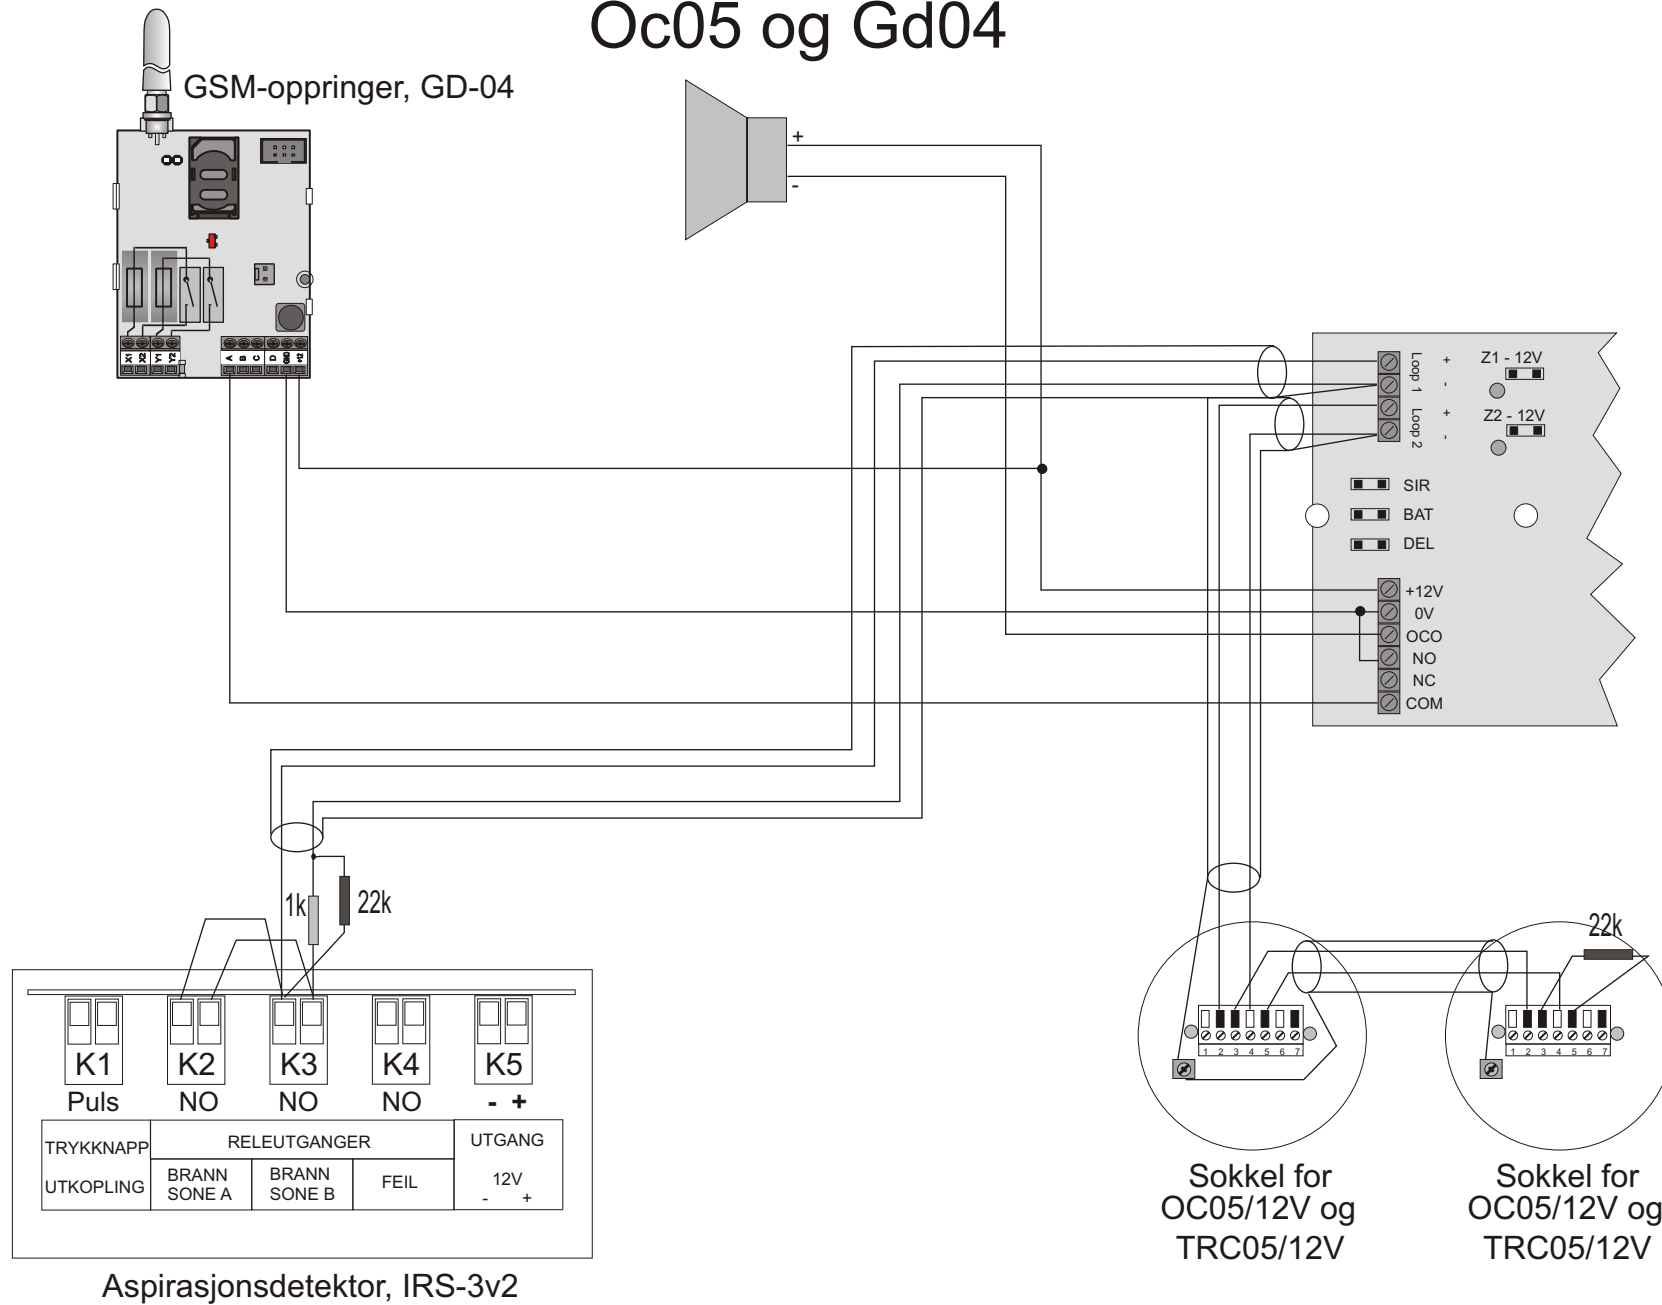 Oc05 og Gd04
GSM-oppringer, GD-04
+
-
X1 X2 Y1 Y2 A B C D GND +12
Loop 1 + Z1 - 12V
-
Loop 2 + Z2 - 12V
-
SIR
BAT
DEL
+12V
0V
OCO
NO
NC
COM
1k 22k
22k
K1 K2 K3 K4 K5
Puls NO NO NO - +
TRYKKNAPP RELEUTGANGER UTGANG
UTKOPLING BRANN SONE A BRANN SONE B FEIL 12V
- +
Aspirasjonsdetektor, IRS-3v2
1 2 3 4 5 6 7
1 2 3 4 5 6 7
Sokkel for
OC05/12V og
TRC05/12V
Sokkel for
OC05/12V og
TRC05/12V